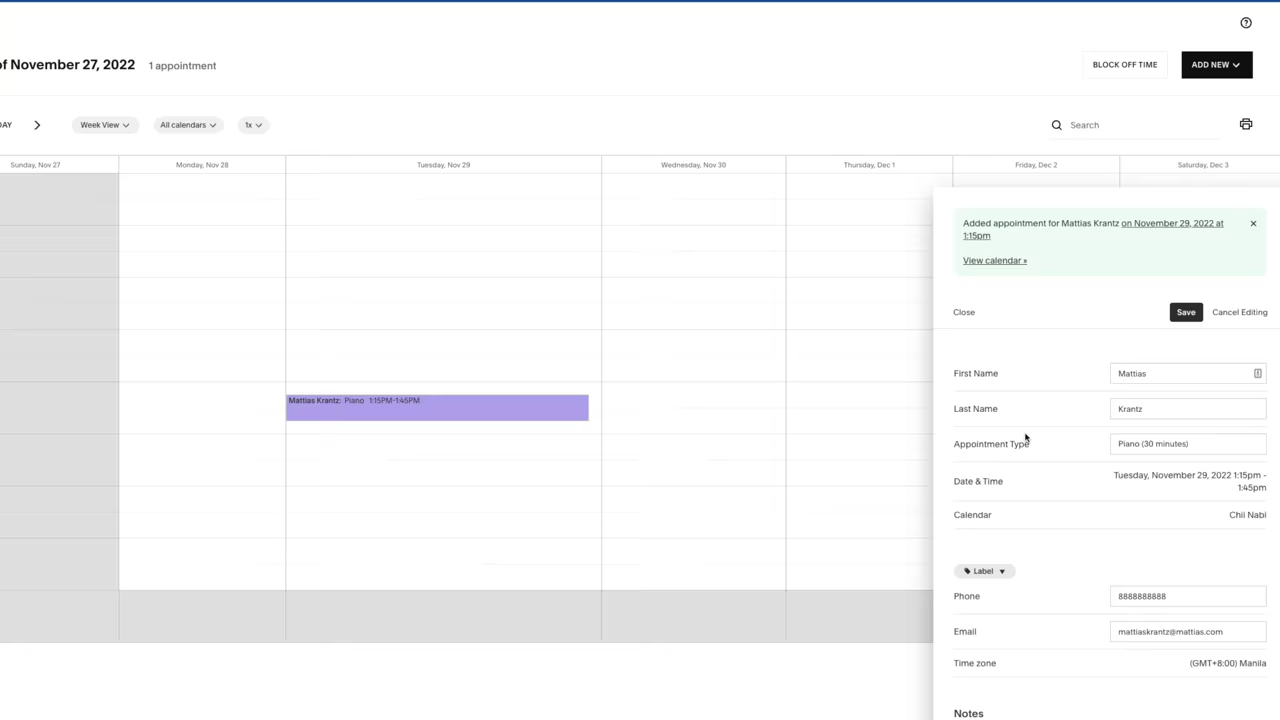 of November 27, 2022 1 appointment
BLOCK OFF TIME
ADD NEW
DAY
Week View
All calendars
1x
Search
Sunday, Nov 27
Monday, Nov 28
Tuesday, Nov 29
Wednesday, Nov 30
Thursday, Dec 1
Friday, Dec 2
Saturday, Dec 3
Mattias Krantz: Piano 1:15PM-1:45PM
Added appointment for Mattias Krantz on November 29, 2022 at
1:15pm
View calendar »
Close
Save
Cancel Editing
First Name
Mattias
Last Name
Krantz
Appointment Type
Piano (30 minutes)
Date & Time
Tuesday, November 29, 2022 1:15pm -
1:45pm
Calendar
Chii Nabi
Label
Phone
8888888888
Email
mattiaskrantz@mattias.com
Time zone
(GMT+8:00) Manila
Notes